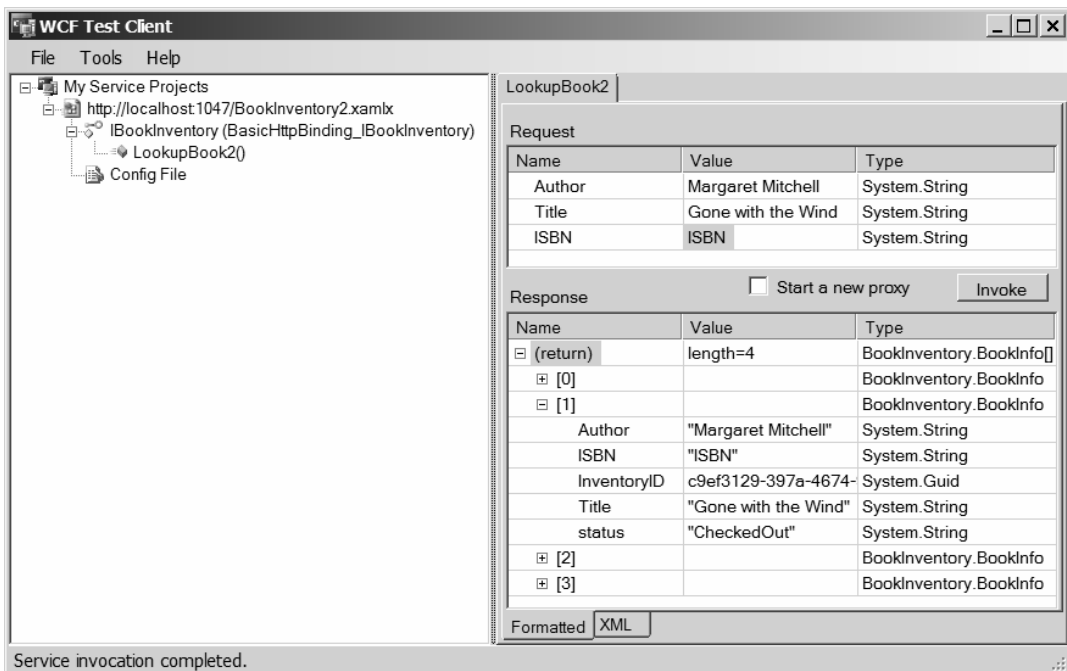 WCF Test Client
File Tools Help
My Service Projects
http://localhost:1047/BookInventory2.xamlx
IBookInventory (BasicHttpBinding_IBookInventory)
LookupBook2()
Config File
LookupBook2
Request
Name Value Type
Author Margaret Mitchell System.String
Title Gone with the Wind System.String
ISBN ISBN System.String
Response
Start a new proxy
Invoke
Name Value Type
(return) length=4 BookInventory.BookInfo[]
[0] BookInventory.BookInfo
[1] BookInventory.BookInfo
Author "Margaret Mitchell" System.String
ISBN "ISBN" System.String
InventoryID c9ef3129-397a-4674- System.Guid
Title "Gone with the Wind" System.String
status "CheckedOut" System.String
[2] BookInventory.BookInfo
[3] BookInventory.BookInfo
Formatted XML
Service invocation completed.